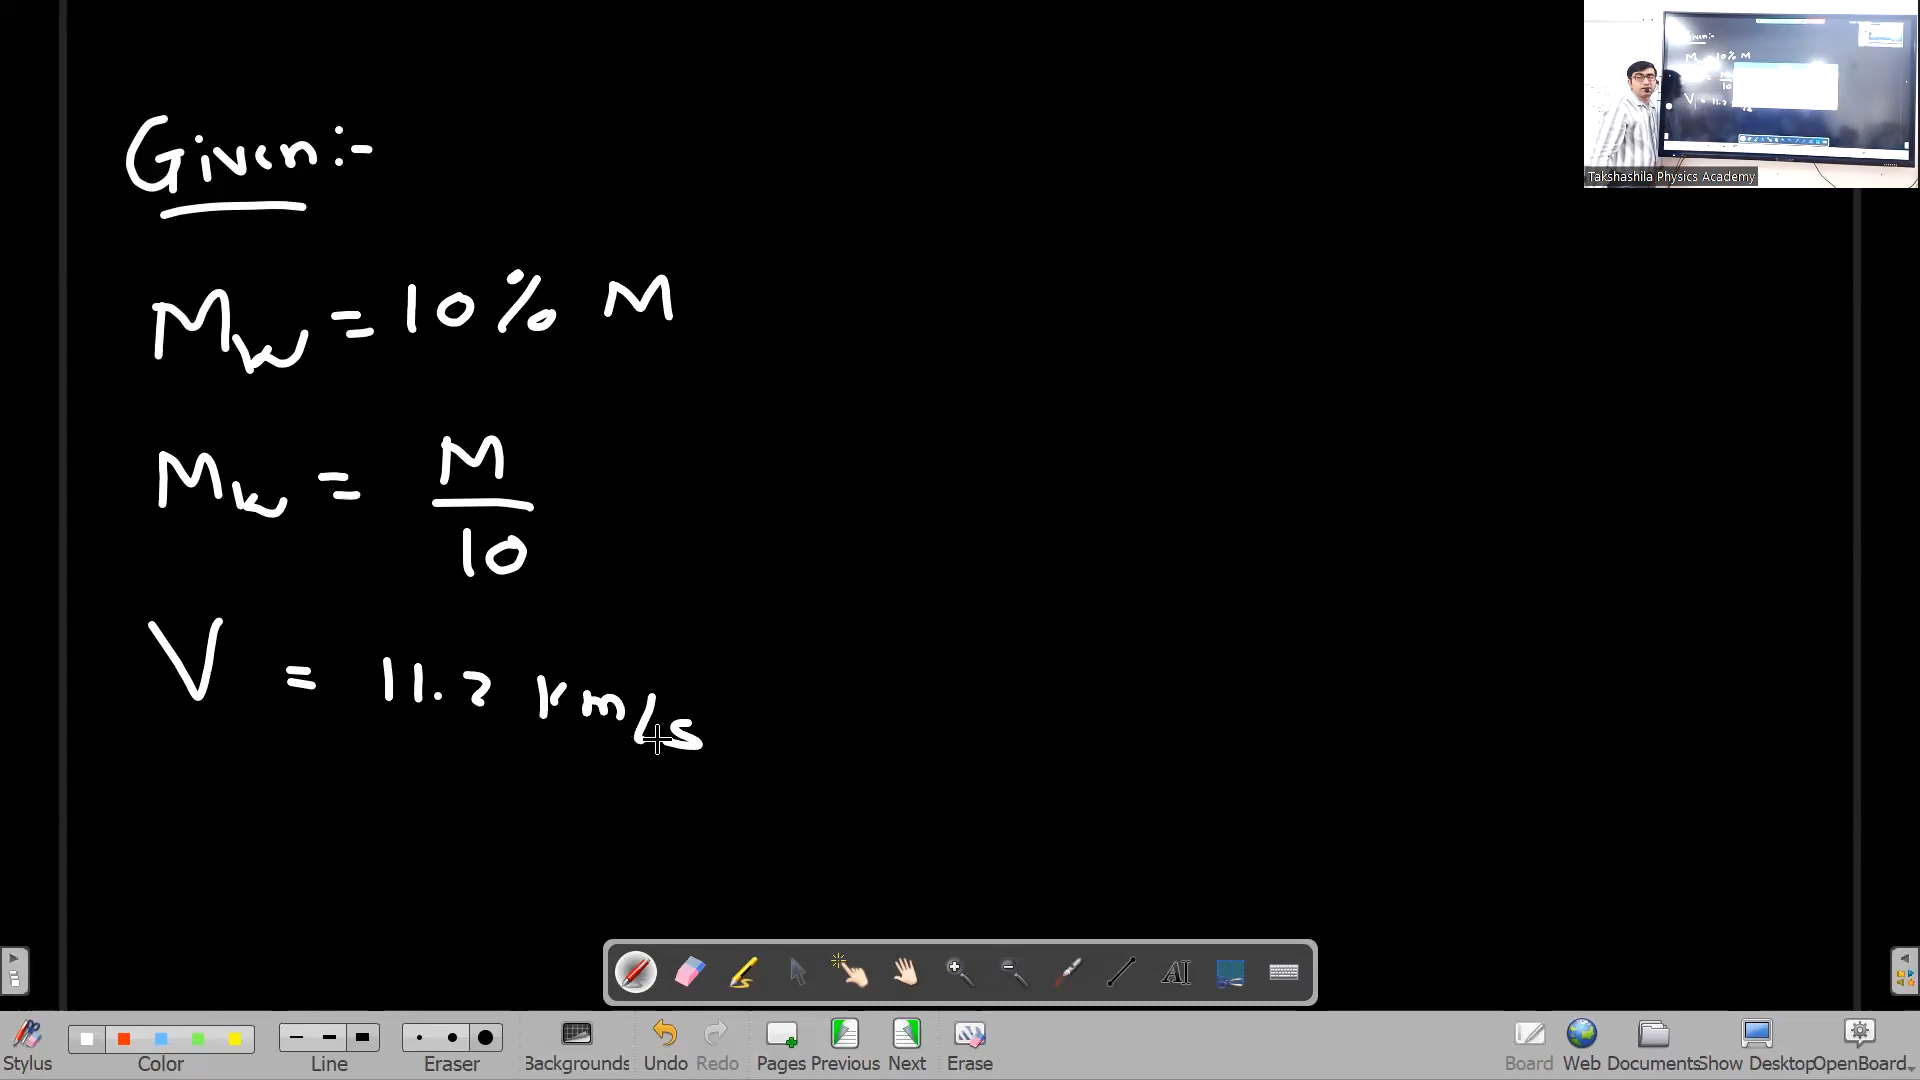 Given:-
Mw = 10% M
Mw = M
10
V = 11.2 km/s
Takshashila Physics Academy
AI
Stylus
Color
Line
Eraser
Backgrounds
Undo
Redo
Pages
Previous
Next
Erase
Board
Web
Documents
Show Desktop
OpenBoard